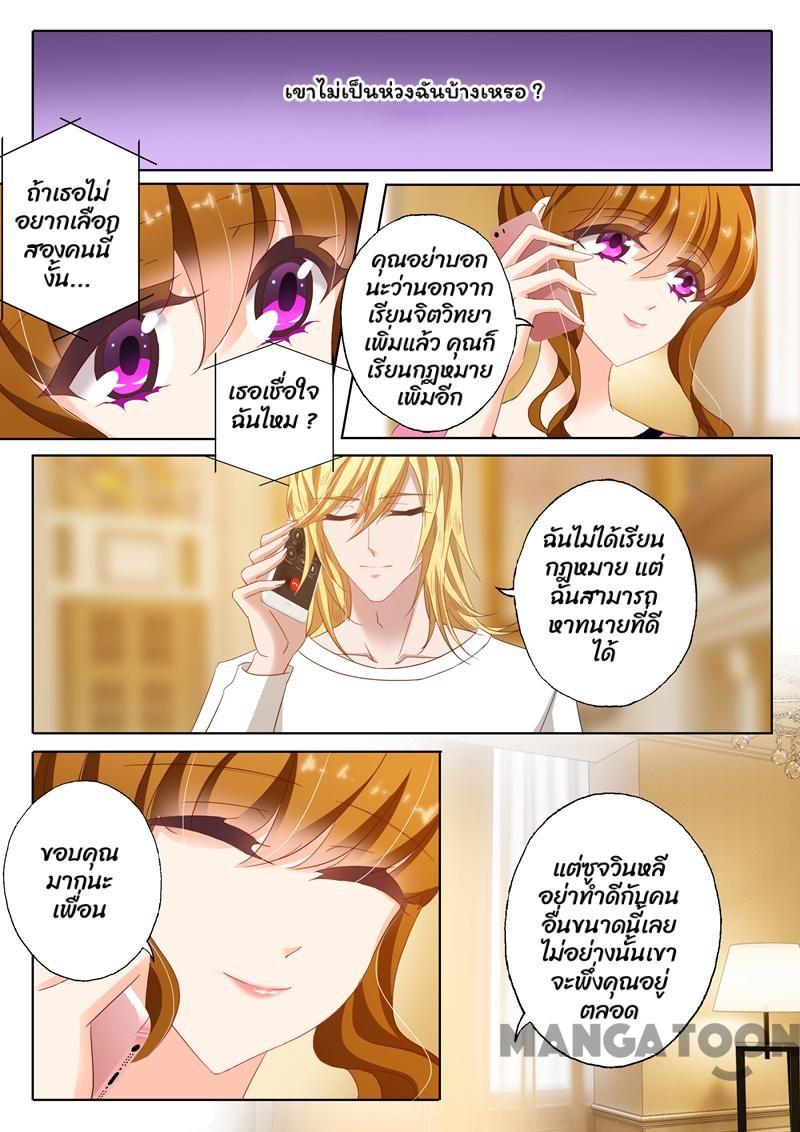 เขาไม่เป็นห่วงฉันบ้างเหรอ ?
ถ้าเธอไม่
อยากเลือก
สองคนนี้
งั้น...
เธอเชื่อใจ
ฉันไหม ?
คุณอย่าบอก
นะว่านอกจาก
เรียนจิตวิทยา
เพิ่มแล้ว คุณก็
เรียนกฎหมาย
เพิ่มอีก
ฉันไม่ได้เรียน
กฎหมาย แต่
ฉันสามารถ
หาทนายที่ดี
ได้
ขอบคุณ
มากนะ
เพื่อน
แต่ซูจวินหลี
อย่าทำดีกับคน
อื่นขนาดนี้เลย
ไม่อย่างนั้นเขา
จะพึ่งคุณอยู่
ตลอด
MANGATOON